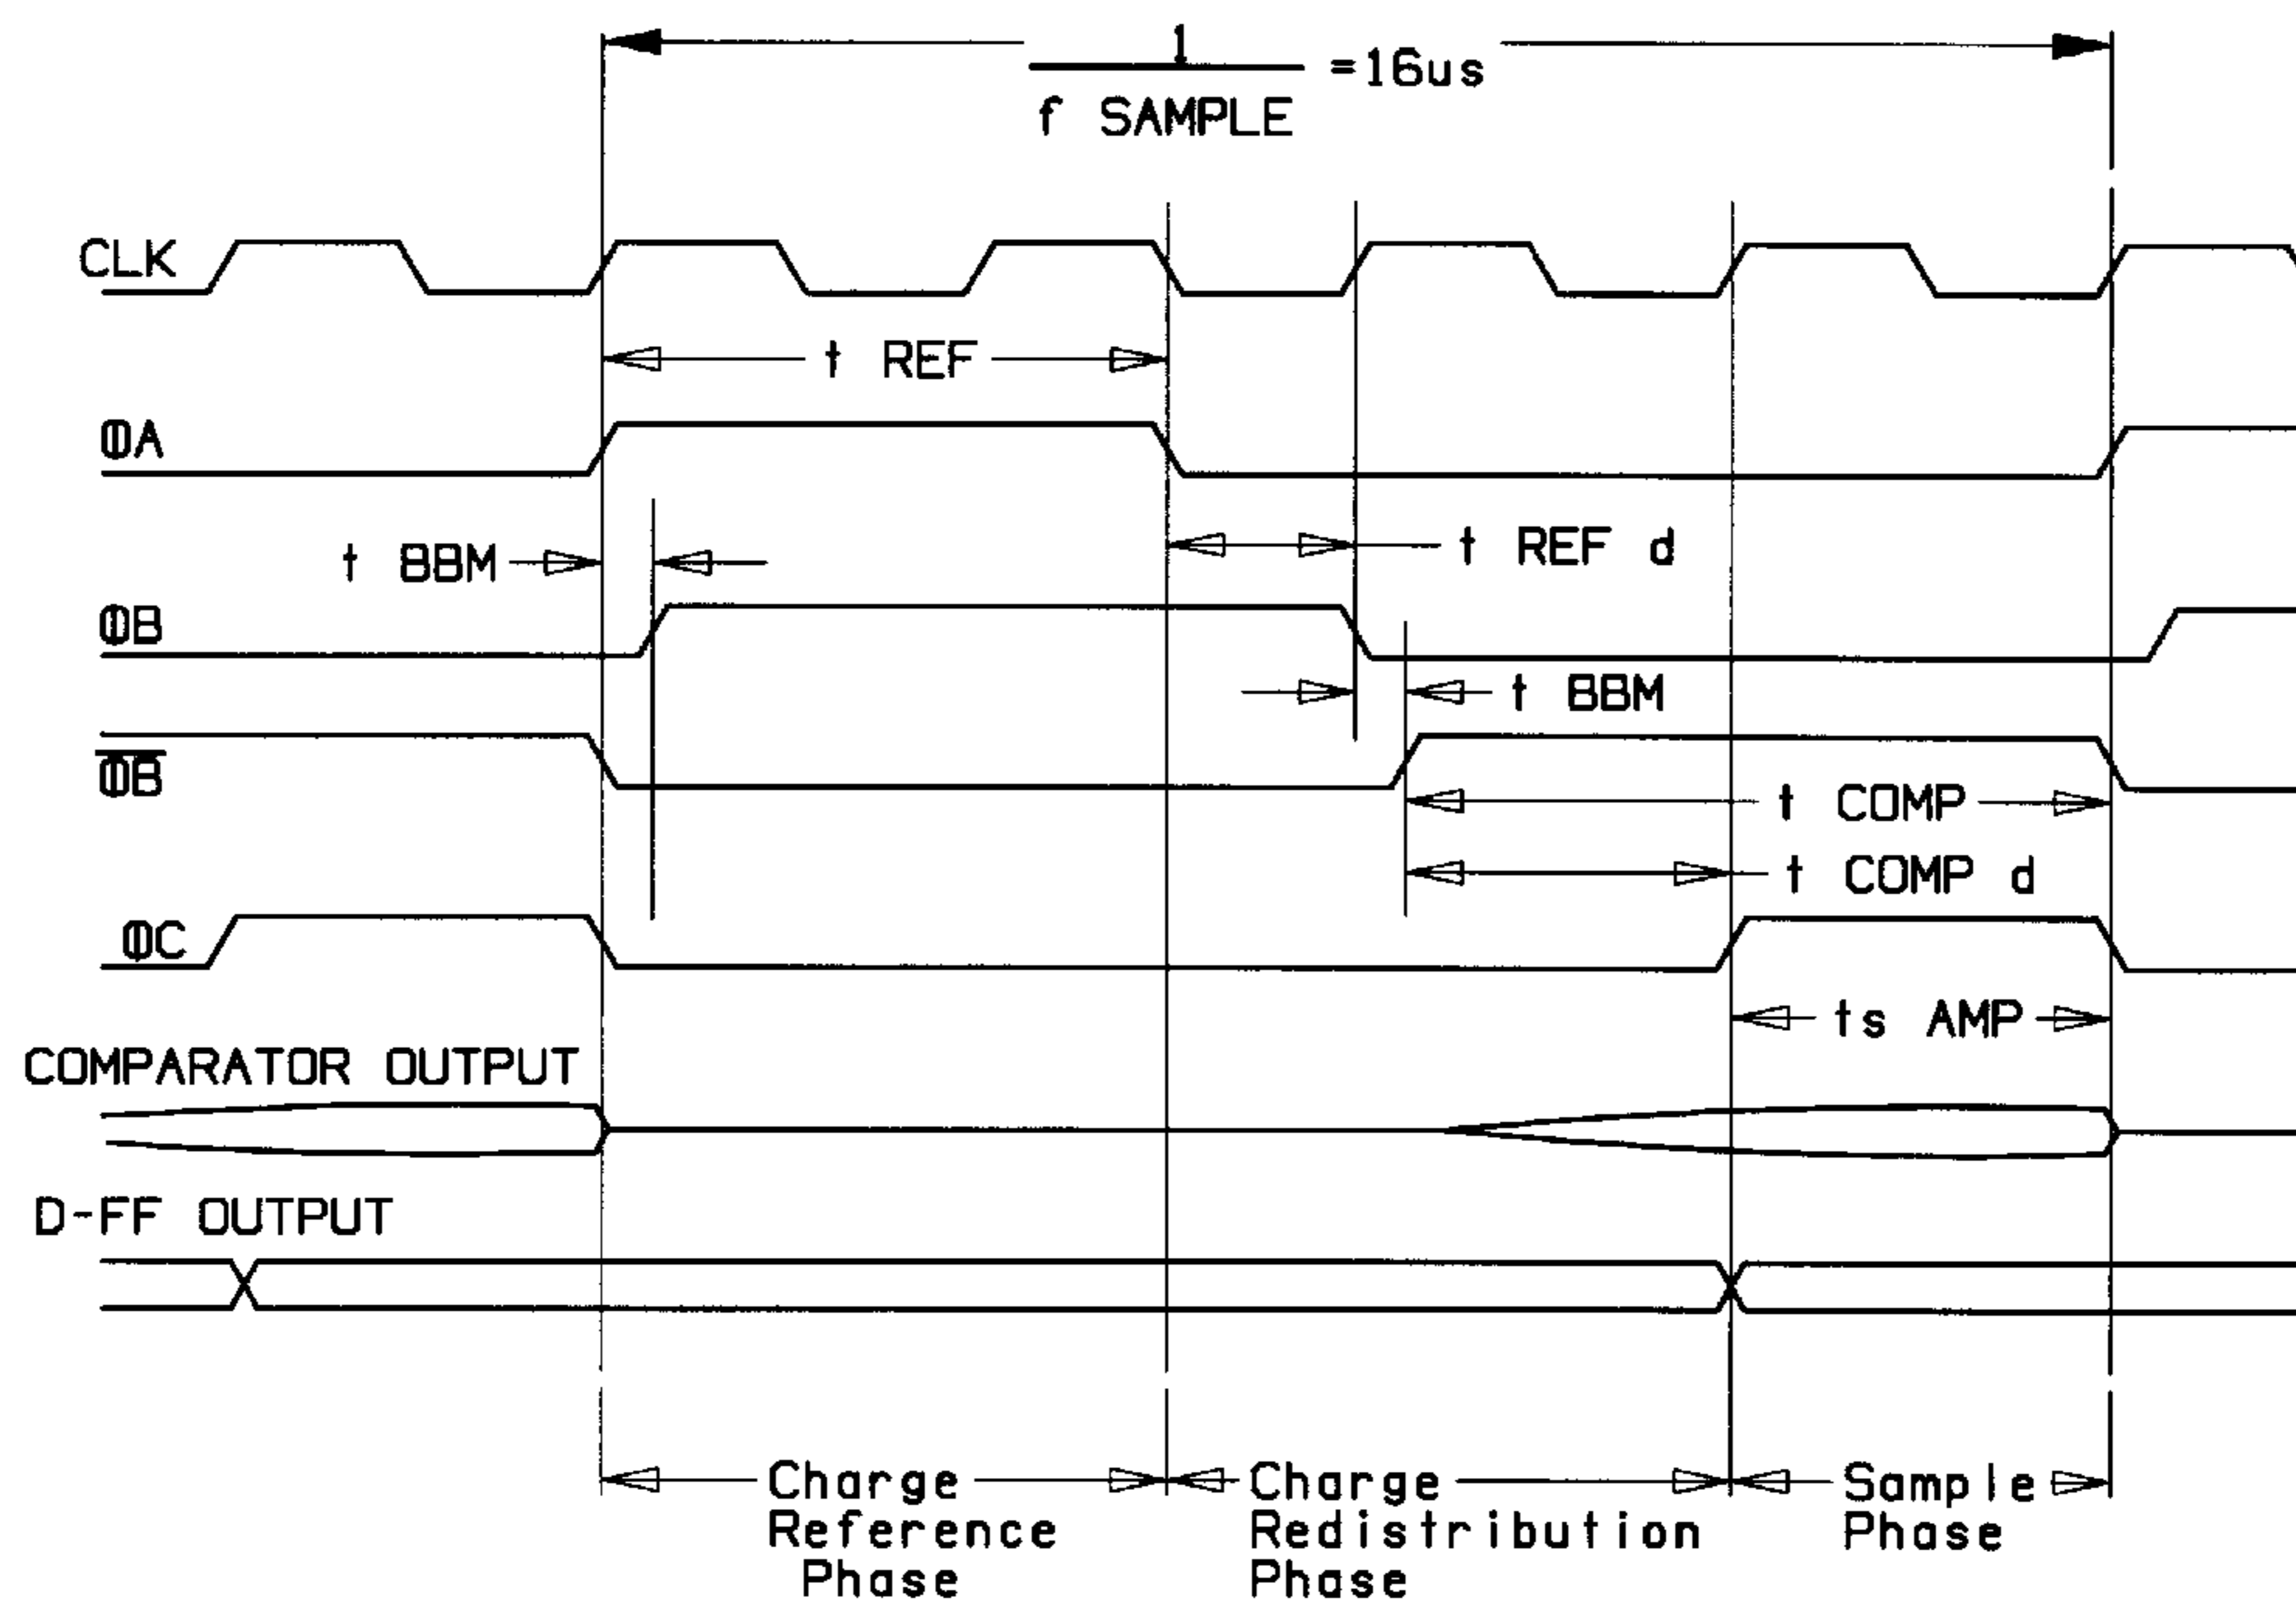 1
f SAMPLE
=16us
CLK
t REF
ΦA
t BBM
t REF d
ΦB
t BBM
Φ̅B̅
t COMP
t COMP d
ΦC
ts AMP
COMPARATOR OUTPUT
D-FF OUTPUT
Charge
Reference
Phase
Charge
Redistribution
Phase
Sample
Phase